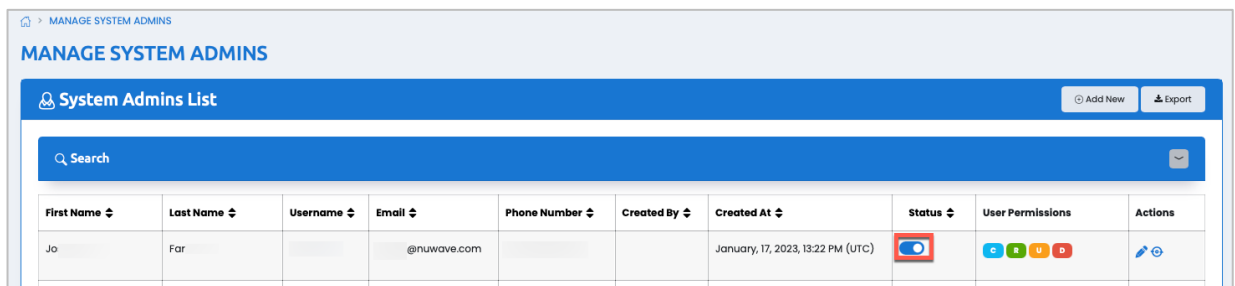 > MANAGE SYSTEM ADMINS
MANAGE SYSTEM ADMINS
System Admins List
Add New
Export
Search
First Name Last Name Username Email Phone Number Created By Created At Status User Permissions Actions
Jo Far @nuwave.com January, 17, 2023, 13:22 PM (UTC) C R U D